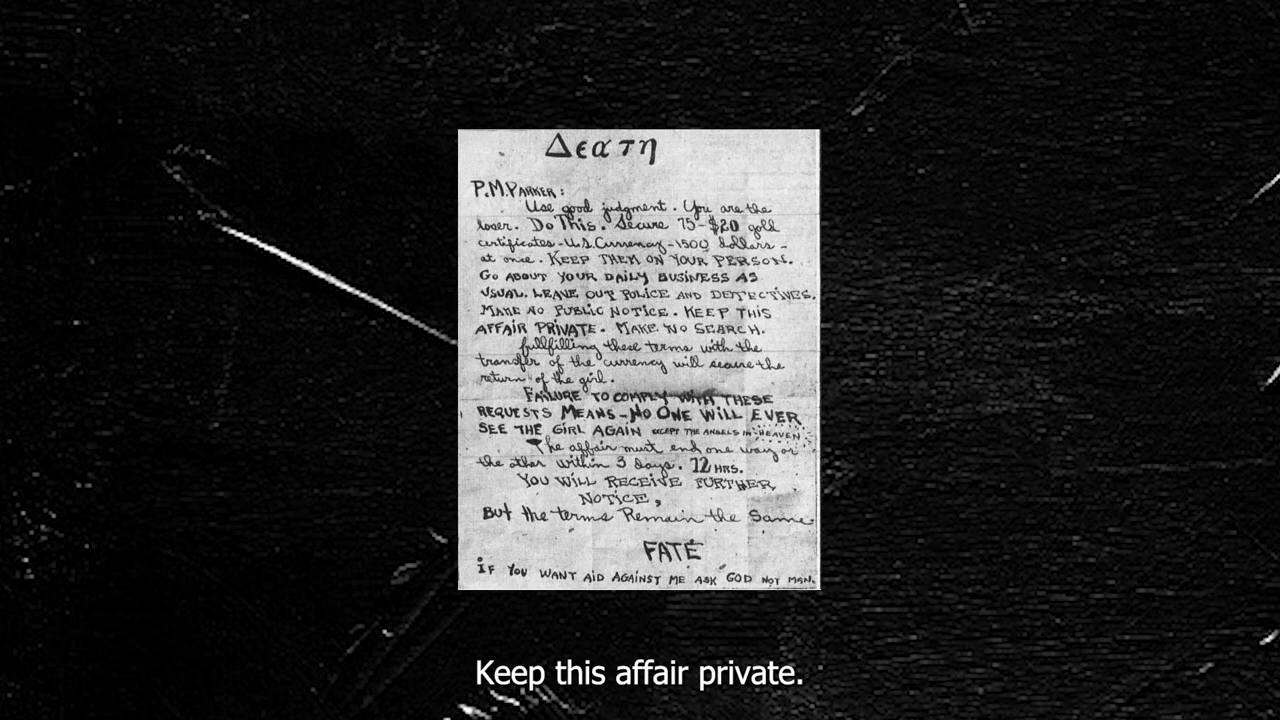 Δεατη
P.M.PARKER:
Use good judgment. You are the
loser. Do This. Secure 75-$20 gold
certificates-U.S.Currency-1500 dollars-
at once. KEEP THEM ON YOUR PERSON.
GO ABOUT YOUR DAILY BUSINESS AS
USUAL. LEAVE OUT POLICE AND DETECTIVES.
MAKE NO PUBLIC NOTICE. KEEP THIS
AFFAIR PRIVATE. MAKE NO SEARCH.
fullfilling these terms with the
transfer of the currency will secure the
return of the girl.
FAILURE TO COMPLY WITH THESE
REQUESTS MEANS-NO ONE WILL EVER
SEE THE GIRL AGAIN EXCEPT THE ANGELS IN HEAVEN
The affair must end one way or
the other within 3 days. 72 HRS.
YOU WILL RECEIVE FURTHER
NOTICE,
But the terms Remain the Same.
FATE
iF YOU WANT AID AGAINST ME ASK GOD NOT MAN.
Keep this affair private.